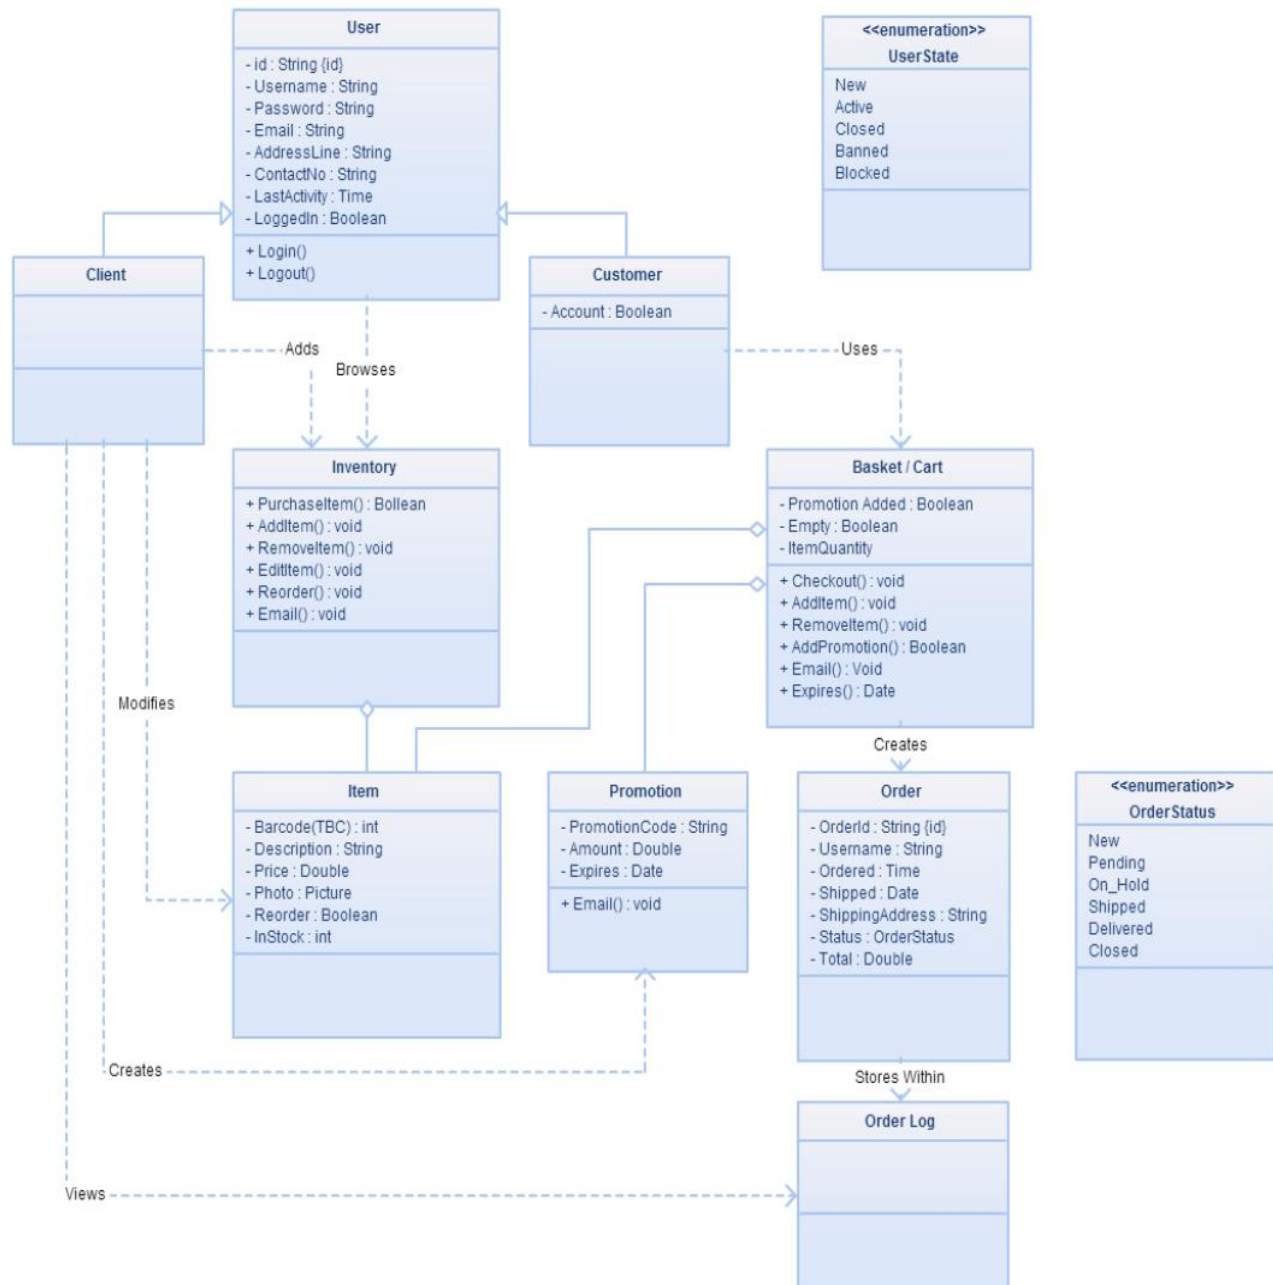 User
- id : String {id}
- Username : String
- Password : String
- Email : String
- AddressLine : String
- ContactNo : String
- LastActivity : Time
- LoggedIn : Boolean
+ Login()
+ Logout()
<<enumeration>>
UserState
New
Active
Closed
Banned
Blocked
Client
Customer
- Account : Boolean
Adds
Browses
Uses
Inventory
+ PurchaseItem() : Bollean
+ AddItem() : void
+ RemoveItem() : void
+ EditItem() : void
+ Reorder() : void
+ Email() : void
Basket / Cart
- Promotion Added : Boolean
- Empty : Boolean
- ItemQuantity
+ Checkout() : void
+ AddItem() : void
+ RemoveItem() : void
+ AddPromotion() : Boolean
+ Email() : Void
+ Expires() : Date
Modifies
Creates
Item
- Barcode(TBC) : int
- Description : String
- Price : Double
- Photo : Picture
- Reorder : Boolean
- InStock : int
Promotion
- PromotionCode : String
- Amount : Double
- Expires : Date
+ Email() : void
Order
- OrderId : String {id}
- Username : String
- Ordered : Time
- Shipped : Date
- ShippingAddress : String
- Status : OrderStatus
- Total : Double
<<enumeration>>
OrderStatus
New
Pending
On_Hold
Shipped
Delivered
Closed
Creates
Stores Within
Order Log
Views